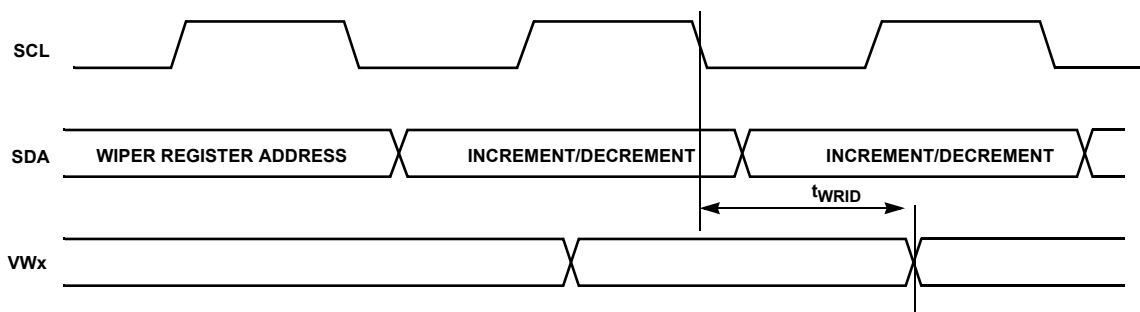 SCL
SDA
WIPER REGISTER ADDRESS
INCREMENT/DECREMENT
INCREMENT/DECREMENT
tWRID
VWx